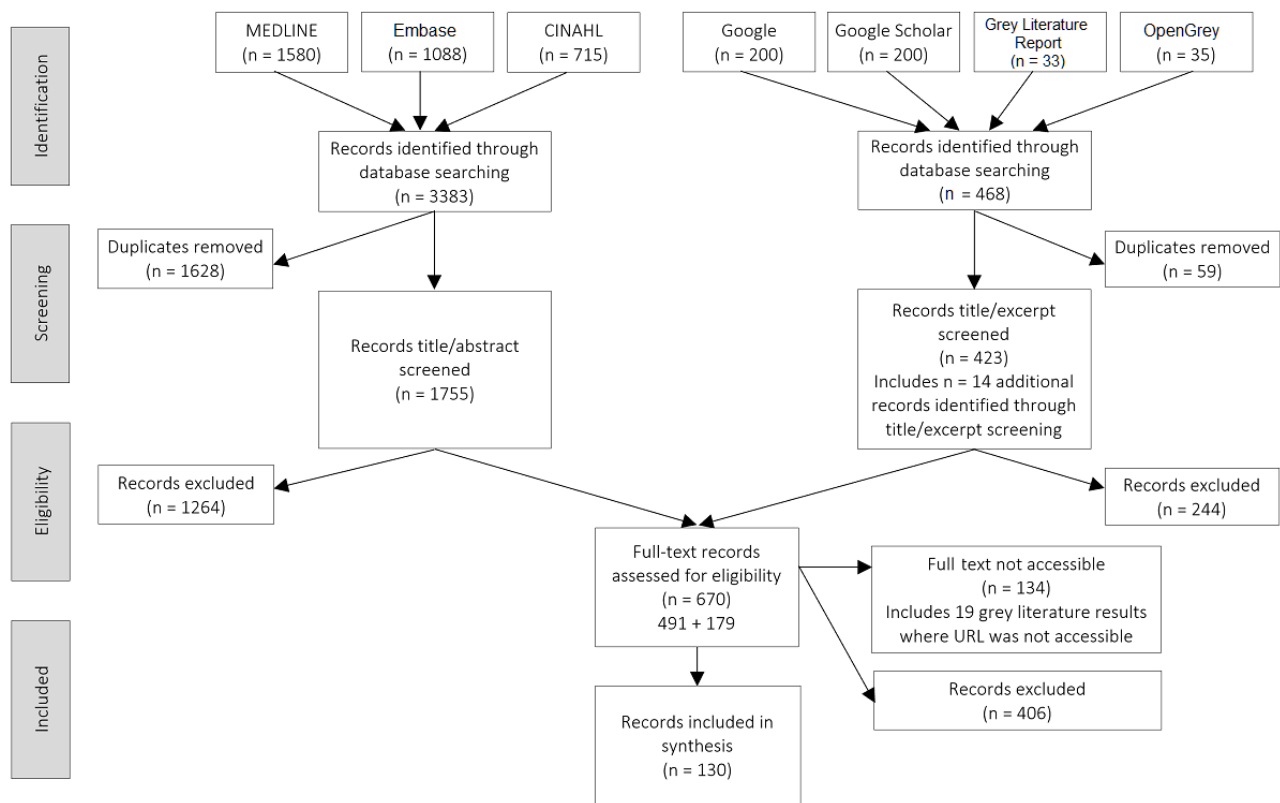 Identification
MEDLINE
(n = 1580)
Embase
(n = 1088)
CINAHL
(n = 715)
Google
(n = 200)
Google Scholar
(n = 200)
Grey Literature
Report
(n = 33)
OpenGrey
(n = 35)
Records identified through
database searching
(n = 3383)
Records identified through
database searching
(n = 468)
Screening
Duplicates removed
(n = 1628)
Duplicates removed
(n = 59)
Records title/abstract
screened
(n = 1755)
Records title/excerpt
screened
(n = 423)
Includes n = 14 additional
records identified through
title/excerpt screening
Eligibility
Records excluded
(n = 1264)
Records excluded
(n = 244)
Full-text records
assessed for eligibility
(n = 670)
491 + 179
Full text not accessible
(n = 134)
Includes 19 grey literature results
where URL was not accessible
Included
Records excluded
(n = 406)
Records included in
synthesis
(n = 130)